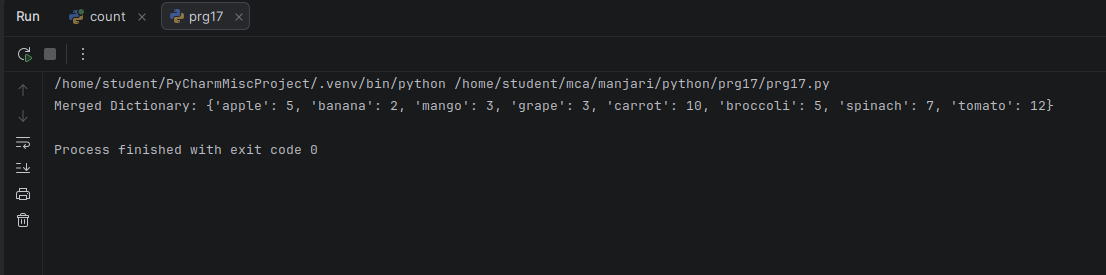 Run count prg17
/home/student/PyCharmMiscProject/.venv/bin/python /home/student/mca/manjari/python/prg17/prg17.py
Merged Dictionary: {'apple': 5, 'banana': 2, 'mango': 3, 'grape': 3, 'carrot': 10, 'broccoli': 5, 'spinach': 7, 'tomato': 12}
Process finished with exit code 0